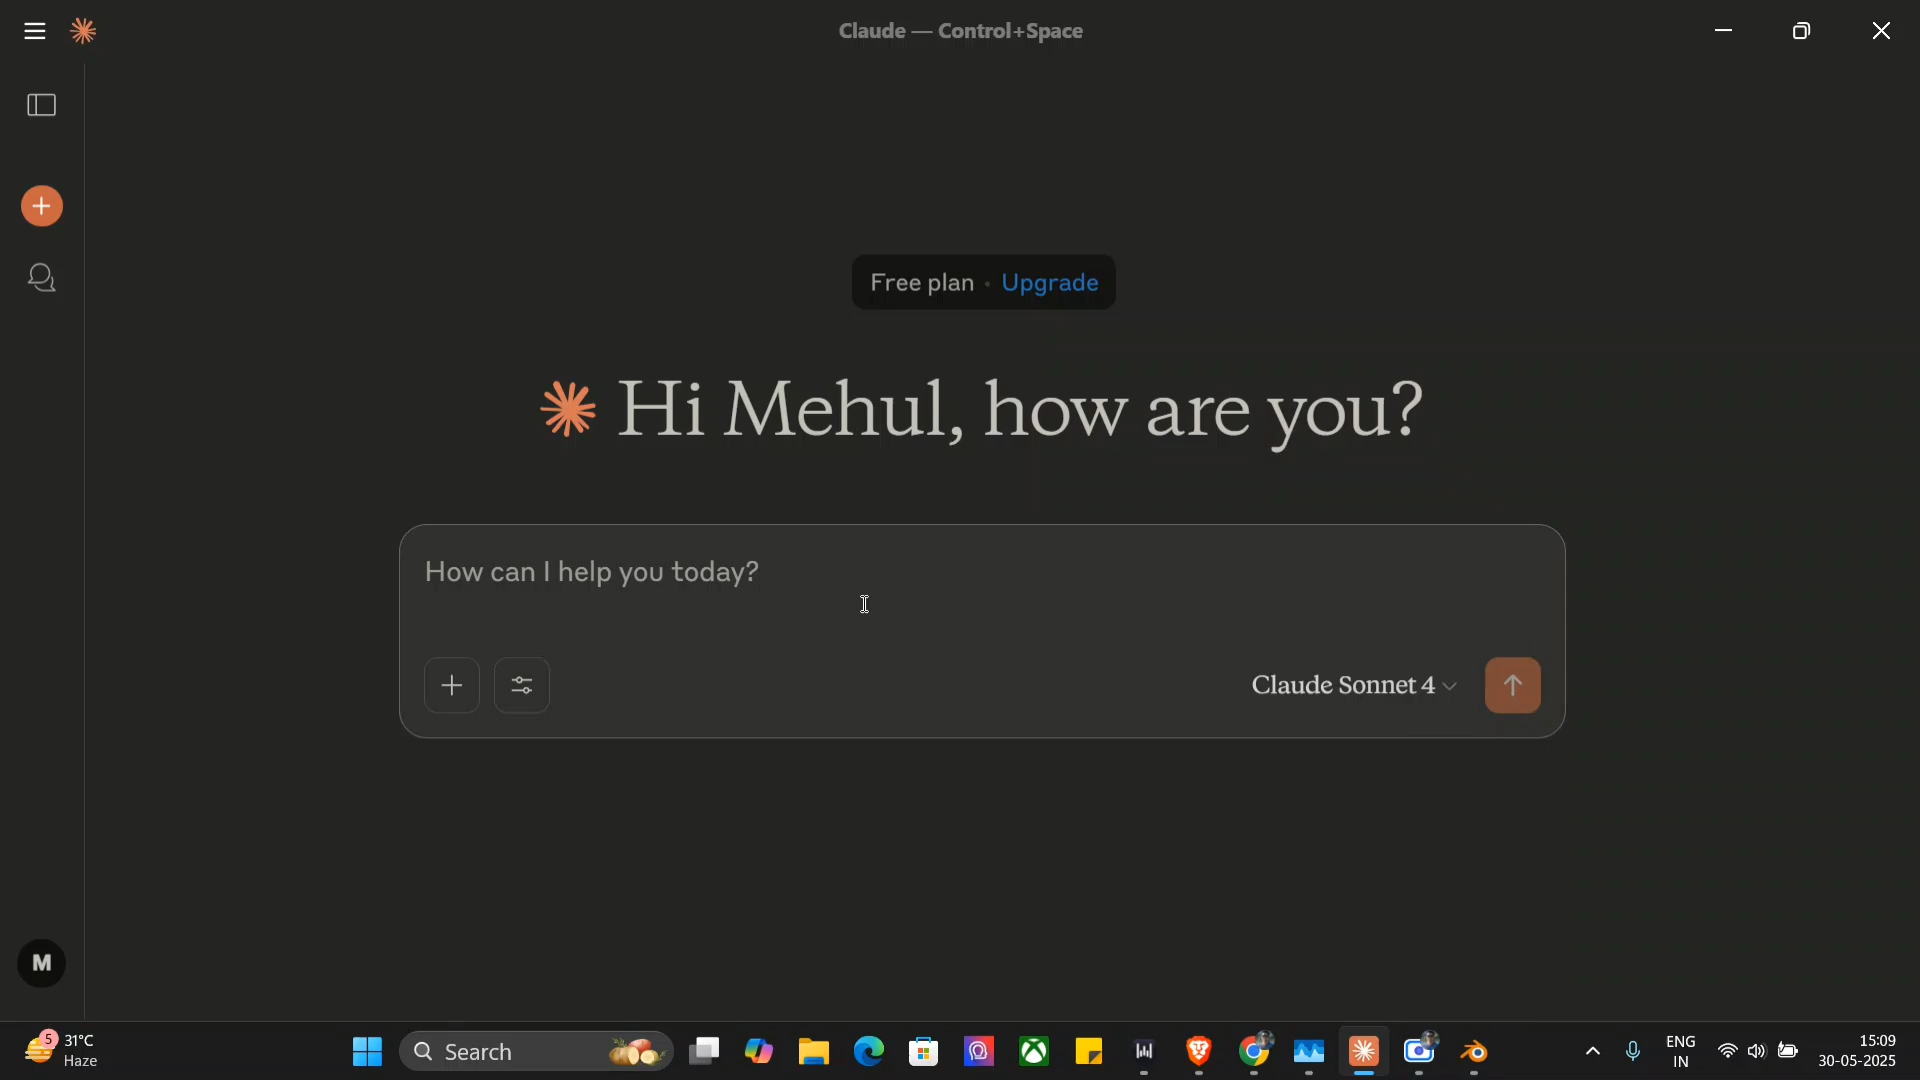 Claude — Control+Space
Free plan • Upgrade
Hi Mehul, how are you?
How can I help you today?
Claude Sonnet 4
M
5
31°C
Haze
Search
ENG
IN
15:09
30-05-2025